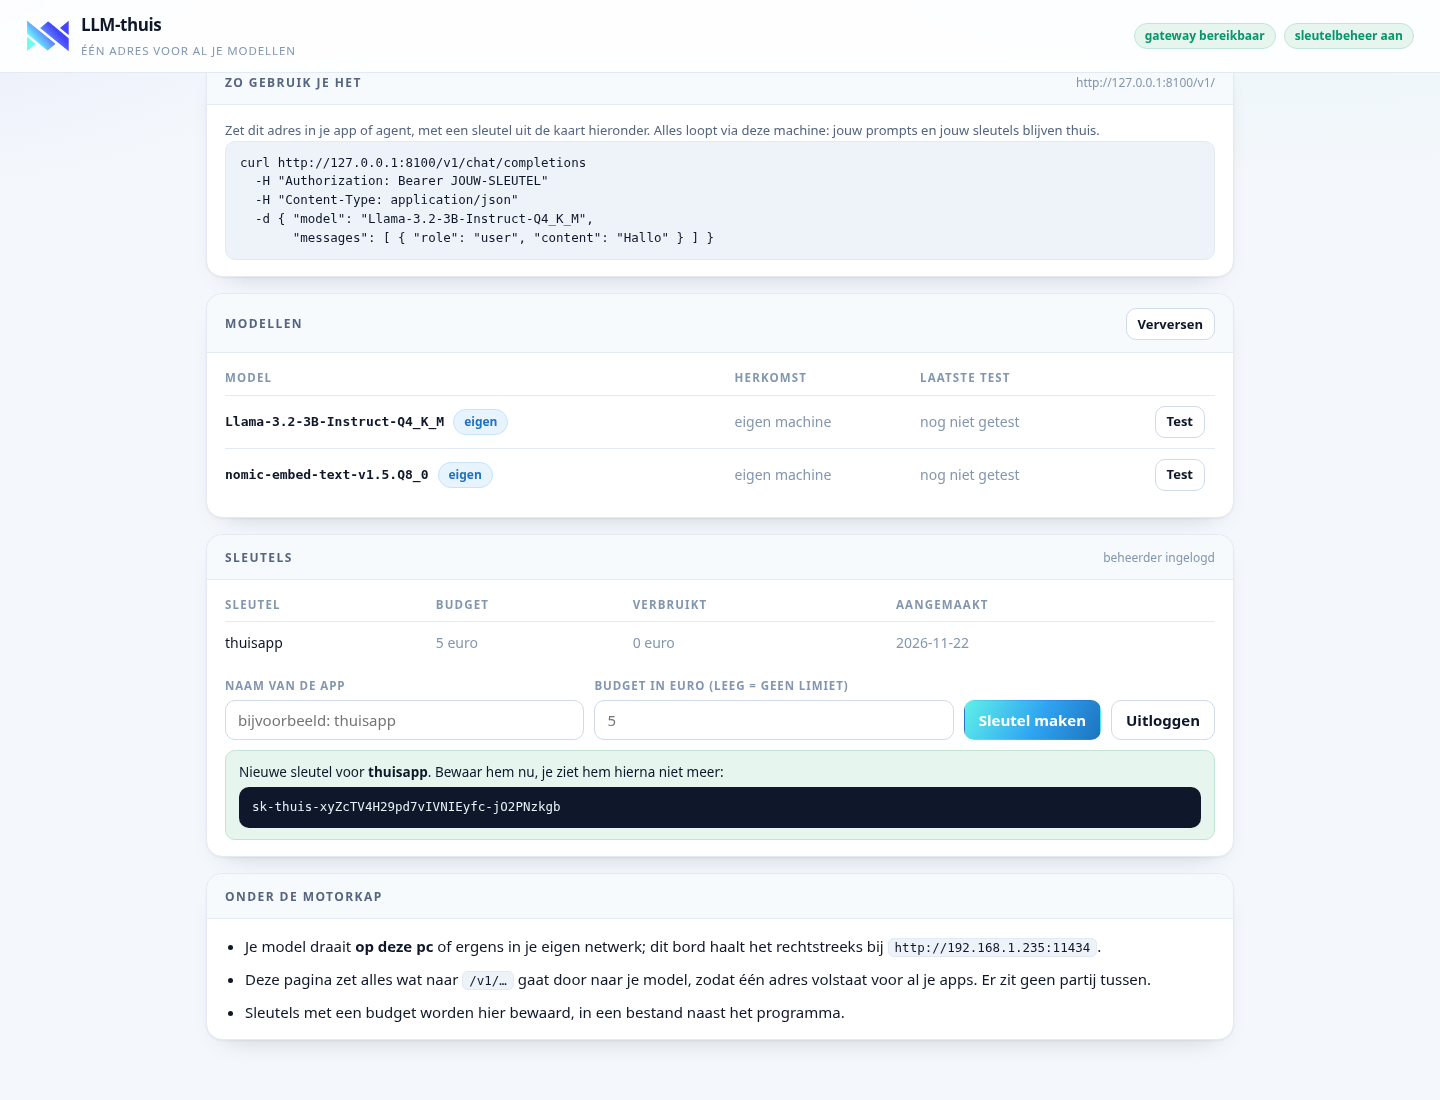 LLM-thuis
ÉÉN ADRES VOOR AL JE MODELLEN
gateway bereikbaar
sleutelbeheer aan
ZO GEBRUIK JE HET
http://127.0.0.1:8100/v1/
Zet dit adres in je app of agent, met een sleutel uit de kaart hieronder. Alles loopt via deze machine: jouw prompts en jouw sleutels blijven thuis.
curl http://127.0.0.1:8100/v1/chat/completions
  -H "Authorization: Bearer JOUW-SLEUTEL"
  -H "Content-Type: application/json"
  -d { "model": "Llama-3.2-3B-Instruct-Q4_K_M",
       "messages": [ { "role": "user", "content": "Hallo" } ] }
MODELLEN
Verversen
MODEL HERKOMST LAATSTE TEST
Llama-3.2-3B-Instruct-Q4_K_M eigen eigen machine nog niet getest Test
nomic-embed-text-v1.5.Q8_0 eigen eigen machine nog niet getest Test
SLEUTELS
beheerder ingelogd
SLEUTEL BUDGET VERBRUIKT AANGEMAAKT
thuisapp 5 euro 0 euro 2026-11-22
NAAM VAN DE APP BUDGET IN EURO (LEEG = GEEN LIMIET)
bijvoorbeeld: thuisapp 5 Sleutel maken Uitloggen
Nieuwe sleutel voor thuisapp. Bewaar hem nu, je ziet hem hierna niet meer:
sk-thuis-xyZcTV4H29pd7vIVNIEyfc-jO2PNzkgb
ONDER DE MOTORKAP
• Je model draait op deze pc of ergens in je eigen netwerk; dit bord haalt het rechtstreeks bij http://192.168.1.235:11434.
• Deze pagina zet alles wat naar /v1/… gaat door naar je model, zodat één adres volstaat voor al je apps. Er zit geen partij tussen.
• Sleutels met een budget worden hier bewaard, in een bestand naast het programma.